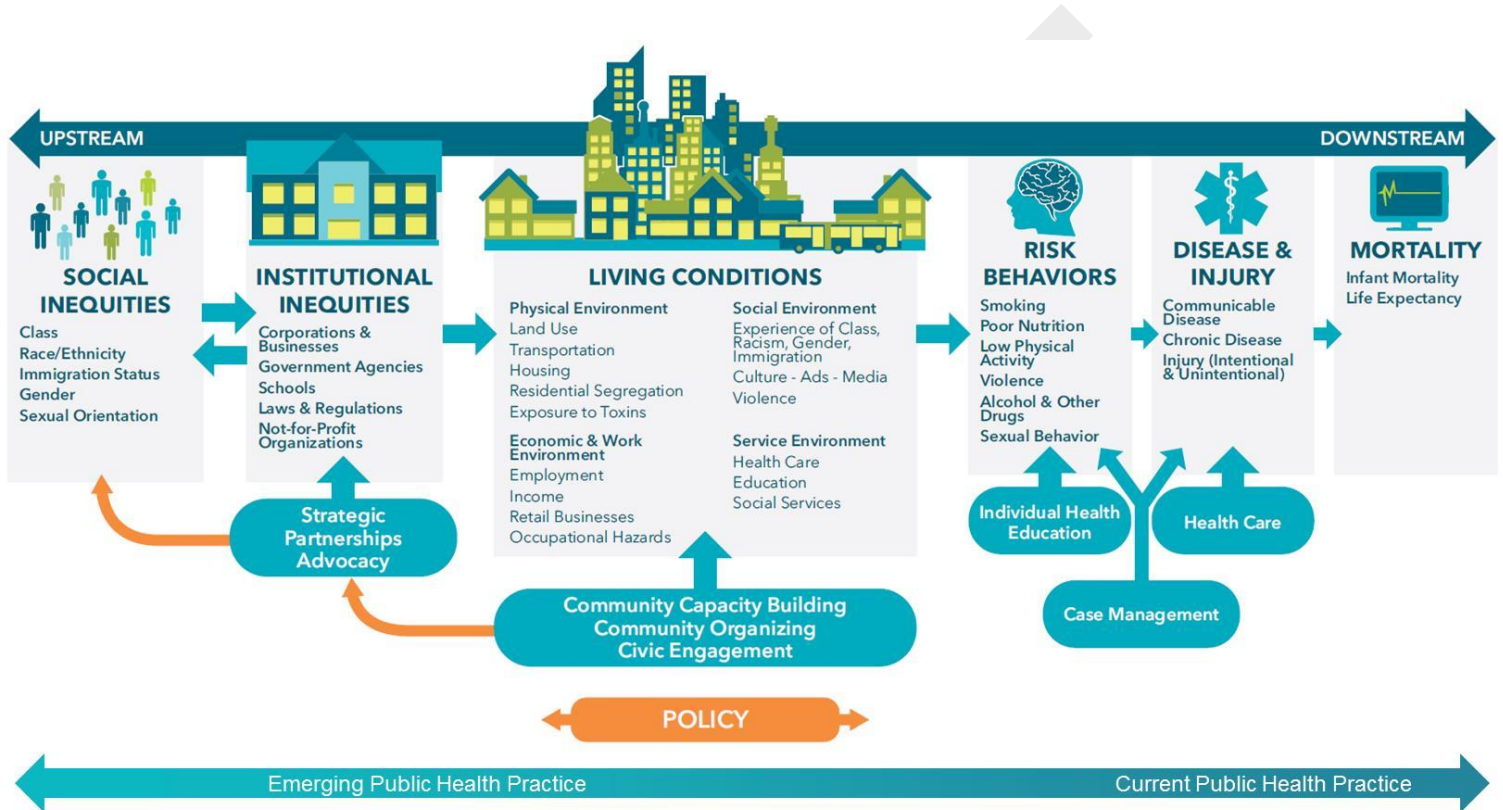 UPSTREAM
DOWNSTREAM
SOCIAL
INEQUITIES
Class
Race/Ethnicity
Immigration Status
Gender
Sexual Orientation
INSTITUTIONAL
INEQUITIES
Corporations &
Businesses
Government Agencies
Schools
Laws & Regulations
Not-for-Profit
Organizations
LIVING CONDITIONS
Physical Environment
Land Use
Transportation
Housing
Residential Segregation
Exposure to Toxins
Economic & Work
Environment
Employment
Income
Retail Businesses
Occupational Hazards
Social Environment
Experience of Class,
Racism, Gender,
Immigration
Culture - Ads - Media
Violence
Service Environment
Health Care
Education
Social Services
RISK
BEHAVIORS
Smoking
Poor Nutrition
Low Physical
Activity
Violence
Alcohol & Other
Drugs
Sexual Behavior
DISEASE &
INJURY
Communicable
Disease
Chronic Disease
Injury (Intentional
& Unintentional)
MORTALITY
Infant Mortality
Life Expectancy
Strategic
Partnerships
Advocacy
Community Capacity Building
Community Organizing
Civic Engagement
Individual Health
Education
Health Care
Case Management
POLICY
Emerging Public Health Practice
Current Public Health Practice